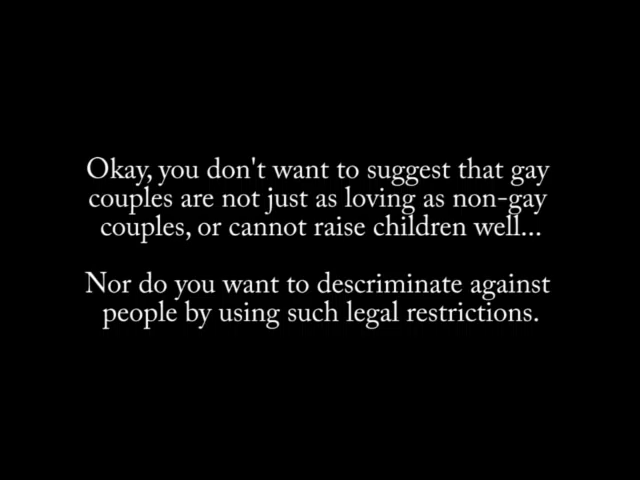 Okay, you don't want to suggest that gay
couples are not just as loving as non-gay
couples, or cannot raise children well...
Nor do you want to descriminate against
people by using such legal restrictions.